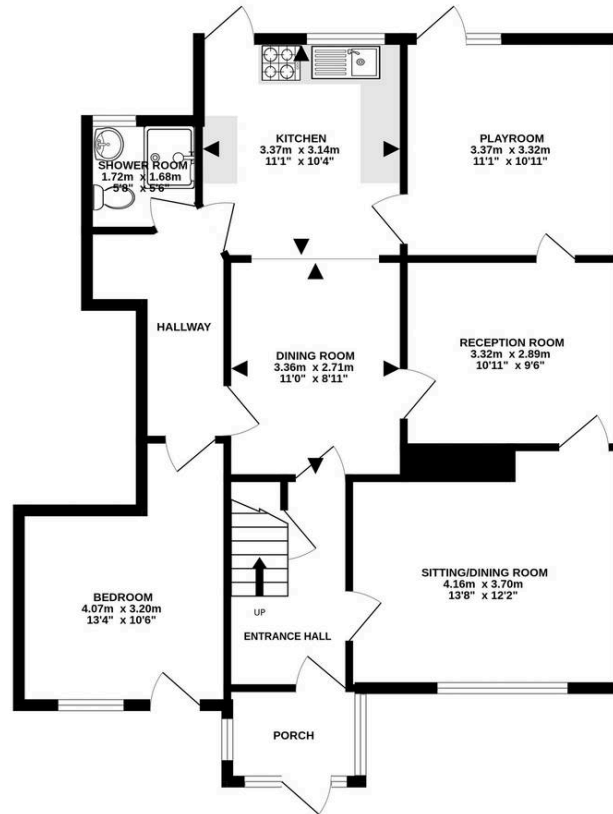 KITCHEN
3.37m x 3.14m
11'1" x 10'4"
PLAYROOM
3.37m x 3.32m
11'1" x 10'11"
SHOWER ROOM
1.72m x 1.68m
5'8" x 5'6"
HALLWAY
DINING ROOM
3.36m x 2.71m
11'0" x 8'11"
RECEPTION ROOM
3.32m x 2.89m
10'11" x 9'6"
BEDROOM
4.07m x 3.20m
13'4" x 10'6"
UP
ENTRANCE HALL
SITTING/DINING ROOM
4.16m x 3.70m
13'8" x 12'2"
PORCH